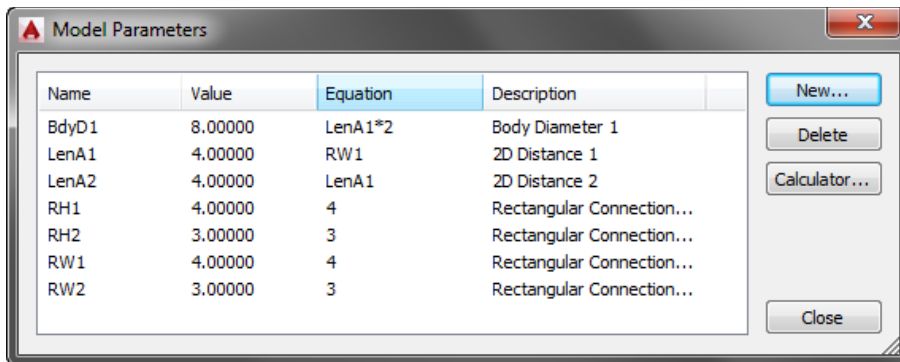 Model Parameters
Name Value Equation Description
BdyD1 8.00000 LenA1*2 Body Diameter 1
LenA1 4.00000 RW1 2D Distance 1
LenA2 4.00000 LenA1 2D Distance 2
RH1 4.00000 4 Rectangular Connection...
RH2 3.00000 3 Rectangular Connection...
RW1 4.00000 4 Rectangular Connection...
RW2 3.00000 3 Rectangular Connection...
New...
Delete
Calculator...
Close